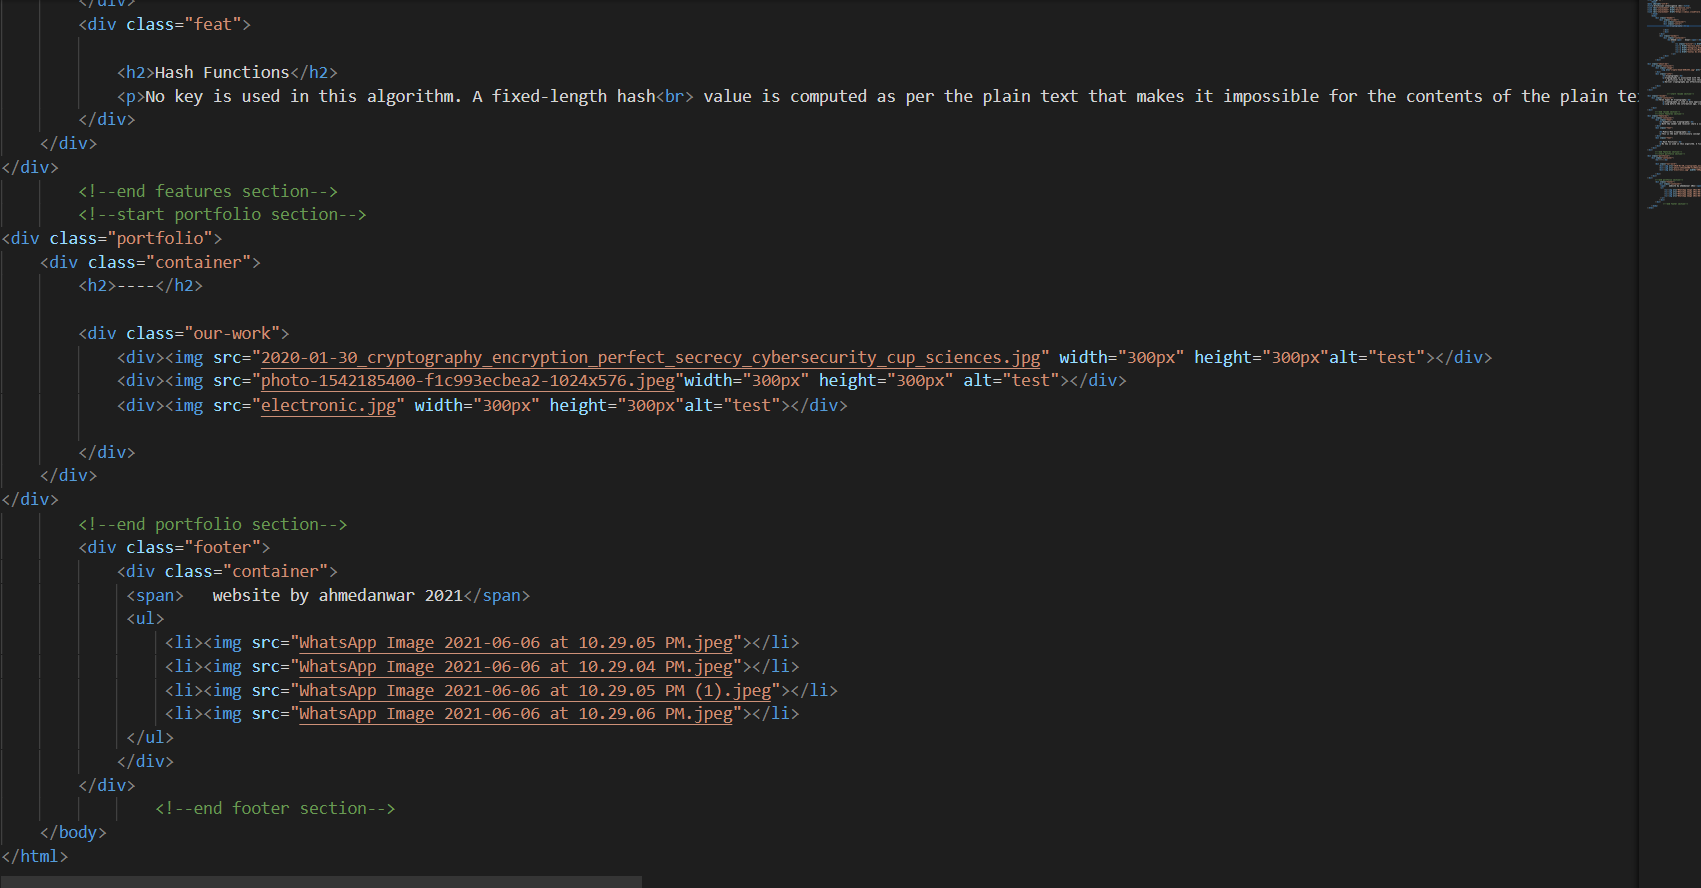 </div>
<div class="feat">
<h2>Hash Functions</h2>
<p>No key is used in this algorithm. A fixed-length hash<br> value is computed as per the plain text that makes it impossible for the contents of the plain
</div>
</div>
</div>
<!--end features section-->
<!--start portfolio section-->
<div class="portfolio">
<div class="container">
<h2>----</h2>
<div class="our-work">
<div><img src="2020-01-30_cryptography_encryption_perfect_secrecy_cybersecurity_cup_sciences.jpg" width="300px" height="300px"alt="test"></div>
<div><img src="photo-1542185400-f1c993ecbea2-1024x576.jpeg"width="300px" height="300px" alt="test"></div>
<div><img src="electronic.jpg" width="300px" height="300px"alt="test"></div>
</div>
</div>
</div>
<!--end portfolio section-->
<div class="footer">
<div class="container">
<span>   website by ahmedanwar 2021</span>
<ul>
<li><img src="WhatsApp Image 2021-06-06 at 10.29.05 PM.jpeg"></li>
<li><img src="WhatsApp Image 2021-06-06 at 10.29.04 PM.jpeg"></li>
<li><img src="WhatsApp Image 2021-06-06 at 10.29.05 PM (1).jpeg"></li>
<li><img src="WhatsApp Image 2021-06-06 at 10.29.06 PM.jpeg"></li>
</ul>
</div>
</div>
<!--end footer section-->
</body>
</html>